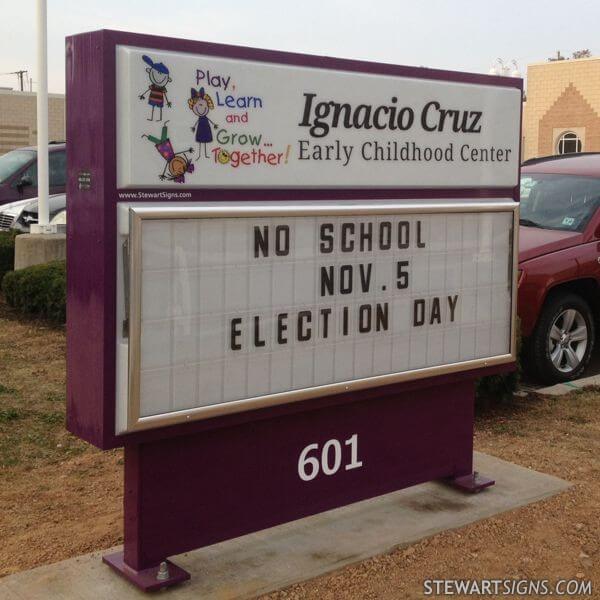 Play,
Learn
and
Grow...
Together!
Ignacio Cruz
Early Childhood Center
www.StewartSigns.com
NO SCHOOL
NOV. 5
ELECTION DAY
601
STEWARTSIGNS.COM